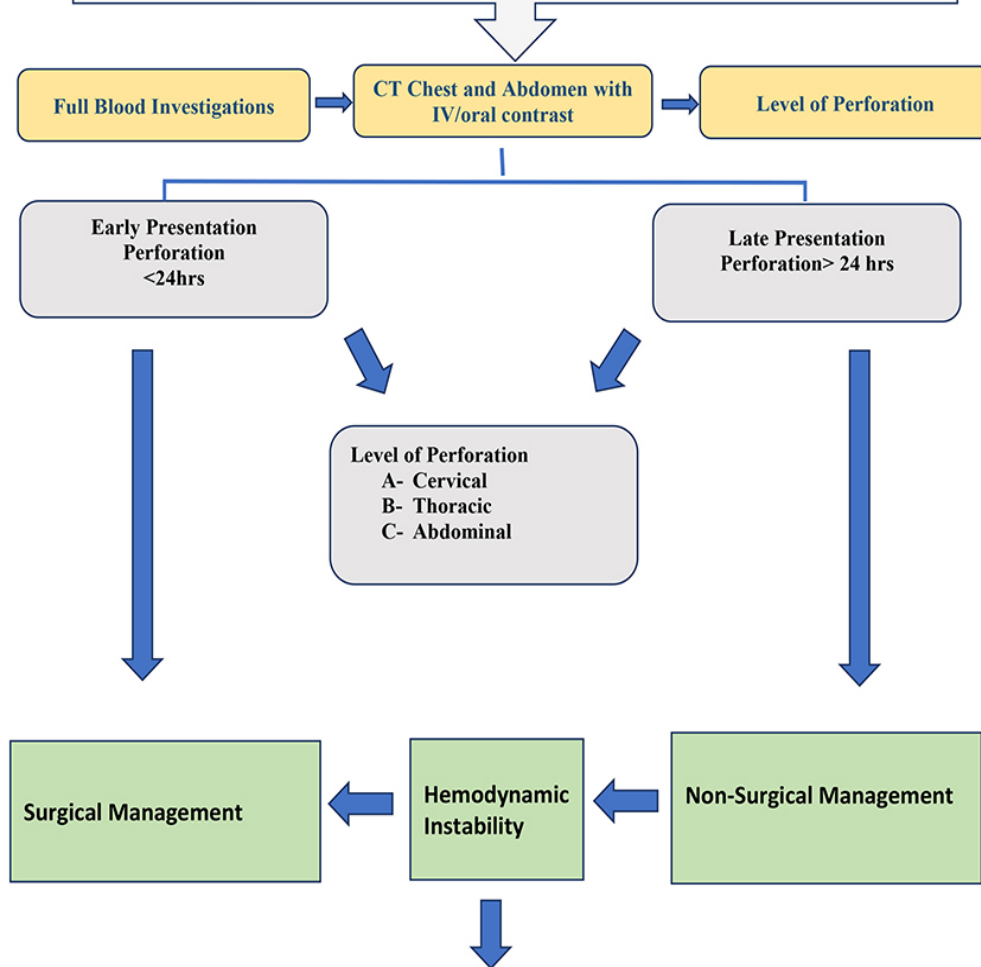 Full Blood Investigations
CT Chest and Abdomen with
IV/oral contrast
Level of Perforation
Early Presentation
Perforation
<24hrs
Late Presentation
Perforation> 24 hrs
Level of Perforation
A- Cervical
B- Thoracic
C- Abdominal
Surgical Management
Hemodynamic
Instability
Non-Surgical Management